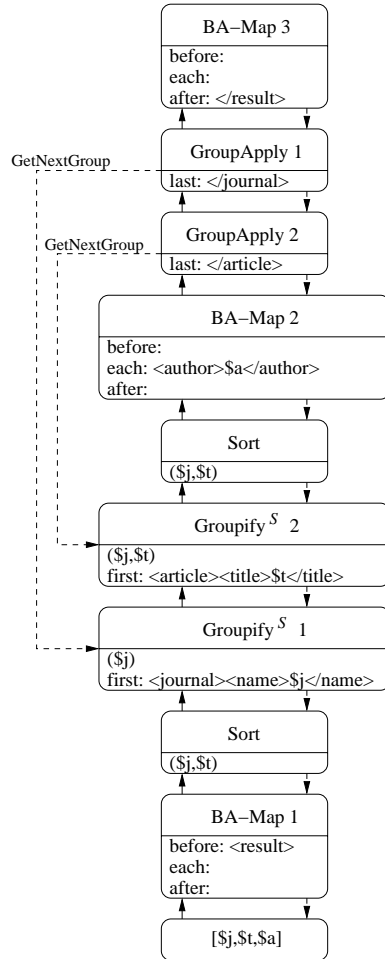 BA–Map 3
before:
each:
after: </result>
GetNextGroup
GroupApply 1
last: </journal>
GetNextGroup
GroupApply 2
last: </article>
BA–Map 2
before:
each: <author>$a</author>
after:
Sort
($j,$t)
Groupify S 2
($j,$t)
first: <article><title>$t</title>
Groupify S 1
($j)
first: <journal><name>$j</name>
Sort
($j,$t)
BA–Map 1
before: <result>
each:
after:
[$j,$t,$a]